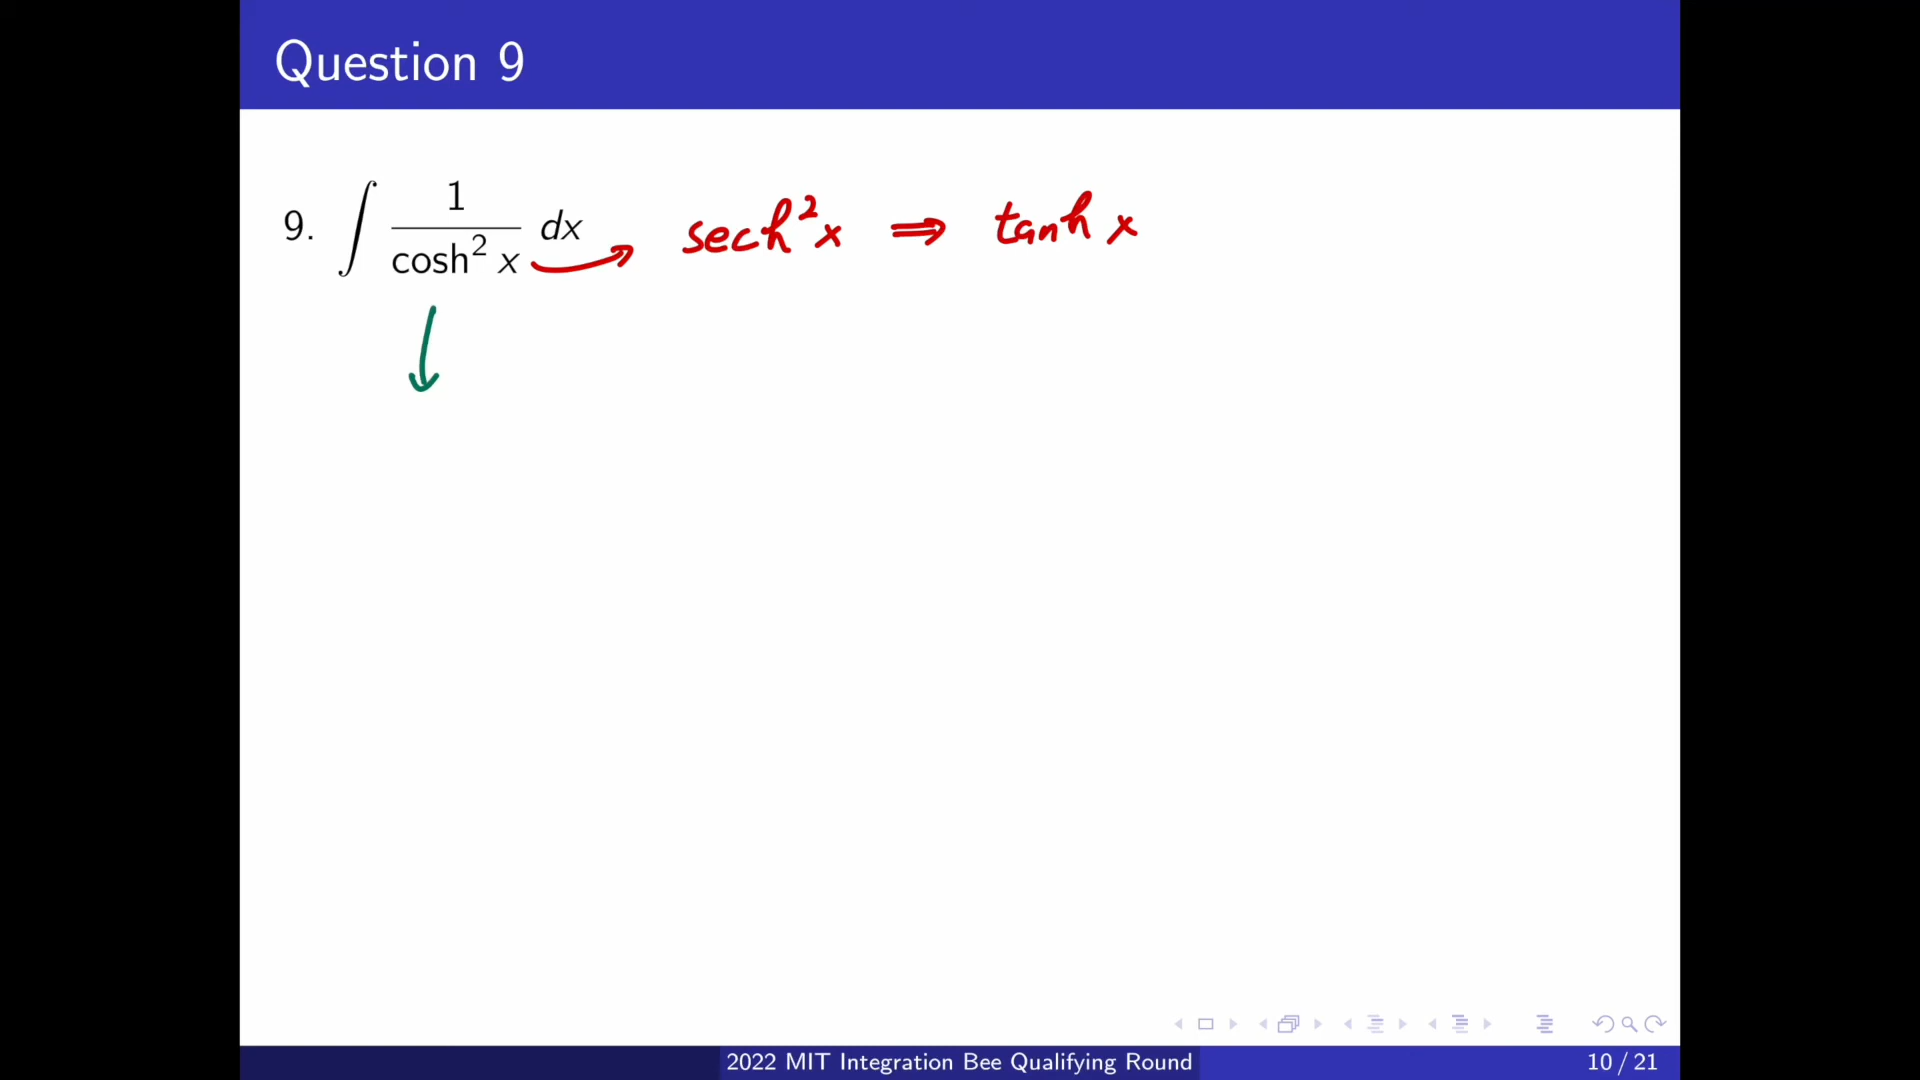 Question 9
9. ∫ 1/cosh² x dx sech²x ⇒ tanh x
2022 MIT Integration Bee Qualifying Round 10 / 21